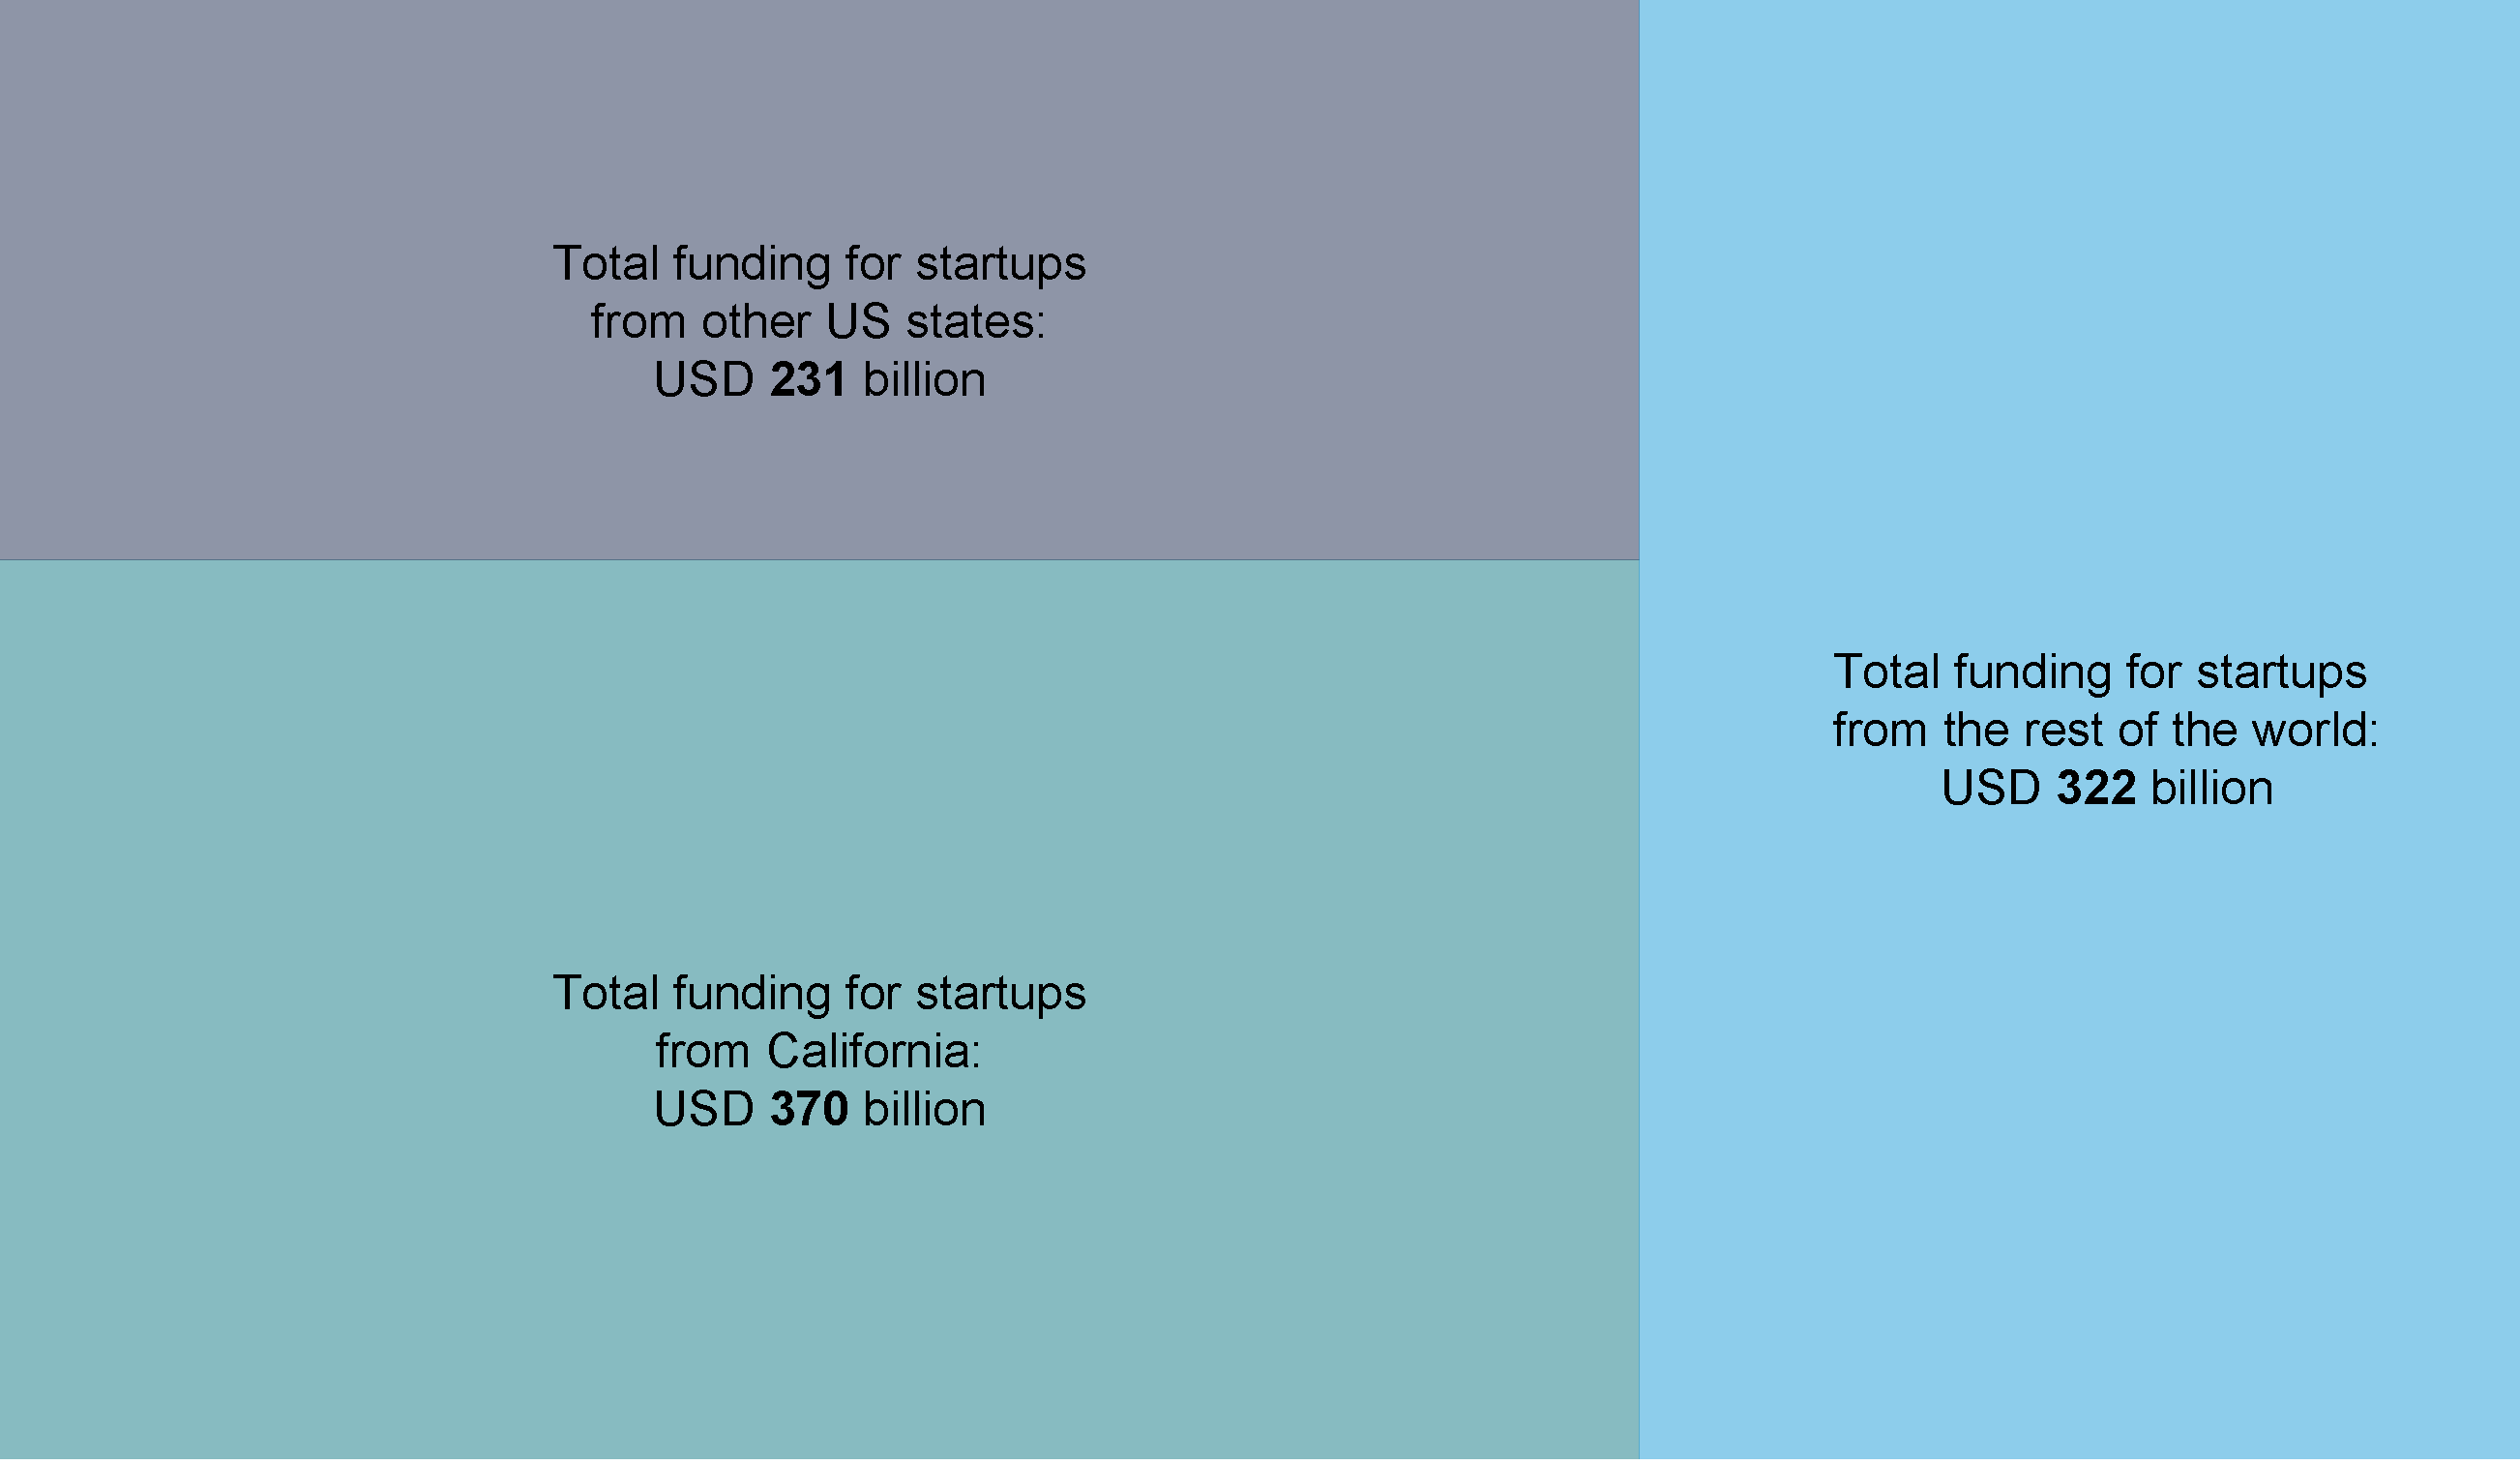 Total funding for startups
from other US states:
USD 231 billion
Total funding for startups
from California:
USD 370 billion
Total funding for startups
from the rest of the world:
USD 322 billion